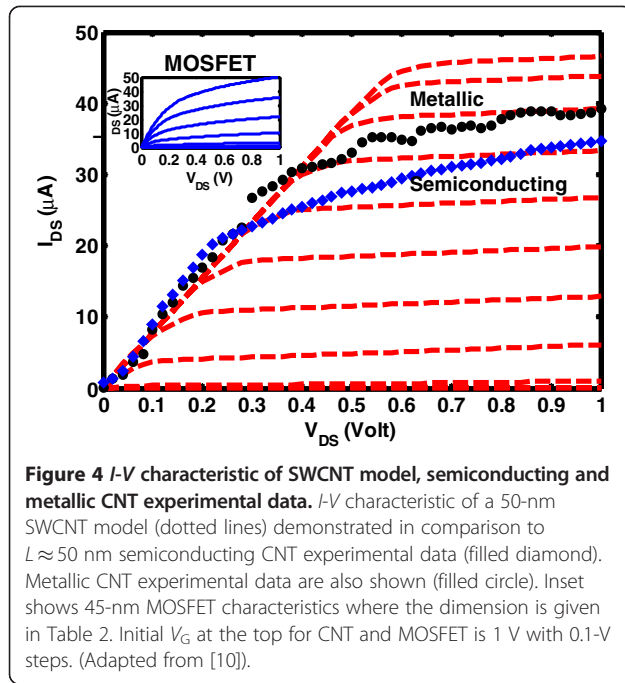 50
40
30
20
10
0
I_DS (μA)
MOSFET
50
40
30
20
10
0
DS (μA)
0 0.2 0.4 0.6 0.8 1
V_DS (V)
Metallic
Semiconducting
0 0.1 0.2 0.3 0.4 0.5 0.6 0.7 0.8 0.9 1
V_DS (Volt)
Figure 4 I-V characteristic of SWCNT model, semiconducting and
metallic CNT experimental data. I-V characteristic of a 50-nm
SWCNT model (dotted lines) demonstrated in comparison to
L ≈ 50 nm semiconducting CNT experimental data (filled diamond).
Metallic CNT experimental data are also shown (filled circle). Inset
shows 45-nm MOSFET characteristics where the dimension is given
in Table 2. Initial V_G at the top for CNT and MOSFET is 1 V with 0.1-V
steps. (Adapted from [10]).